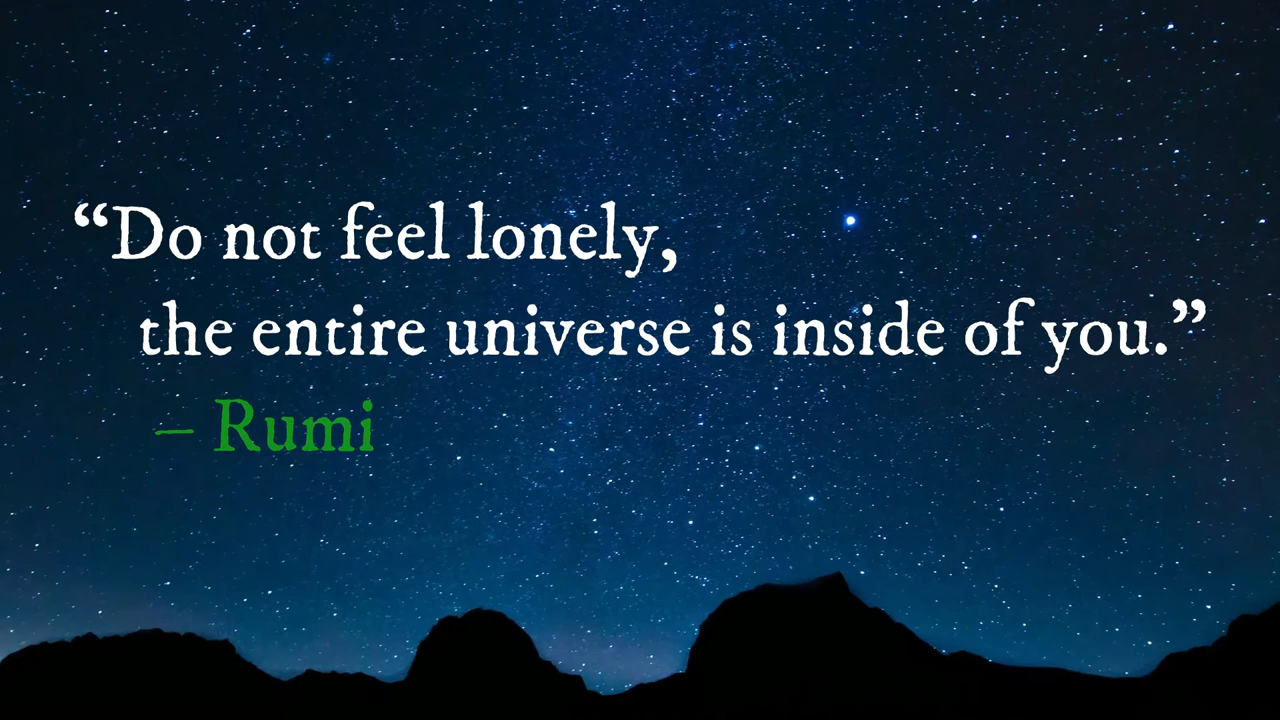 “Do not feel lonely,
the entire universe is inside of you.”
– Rumi